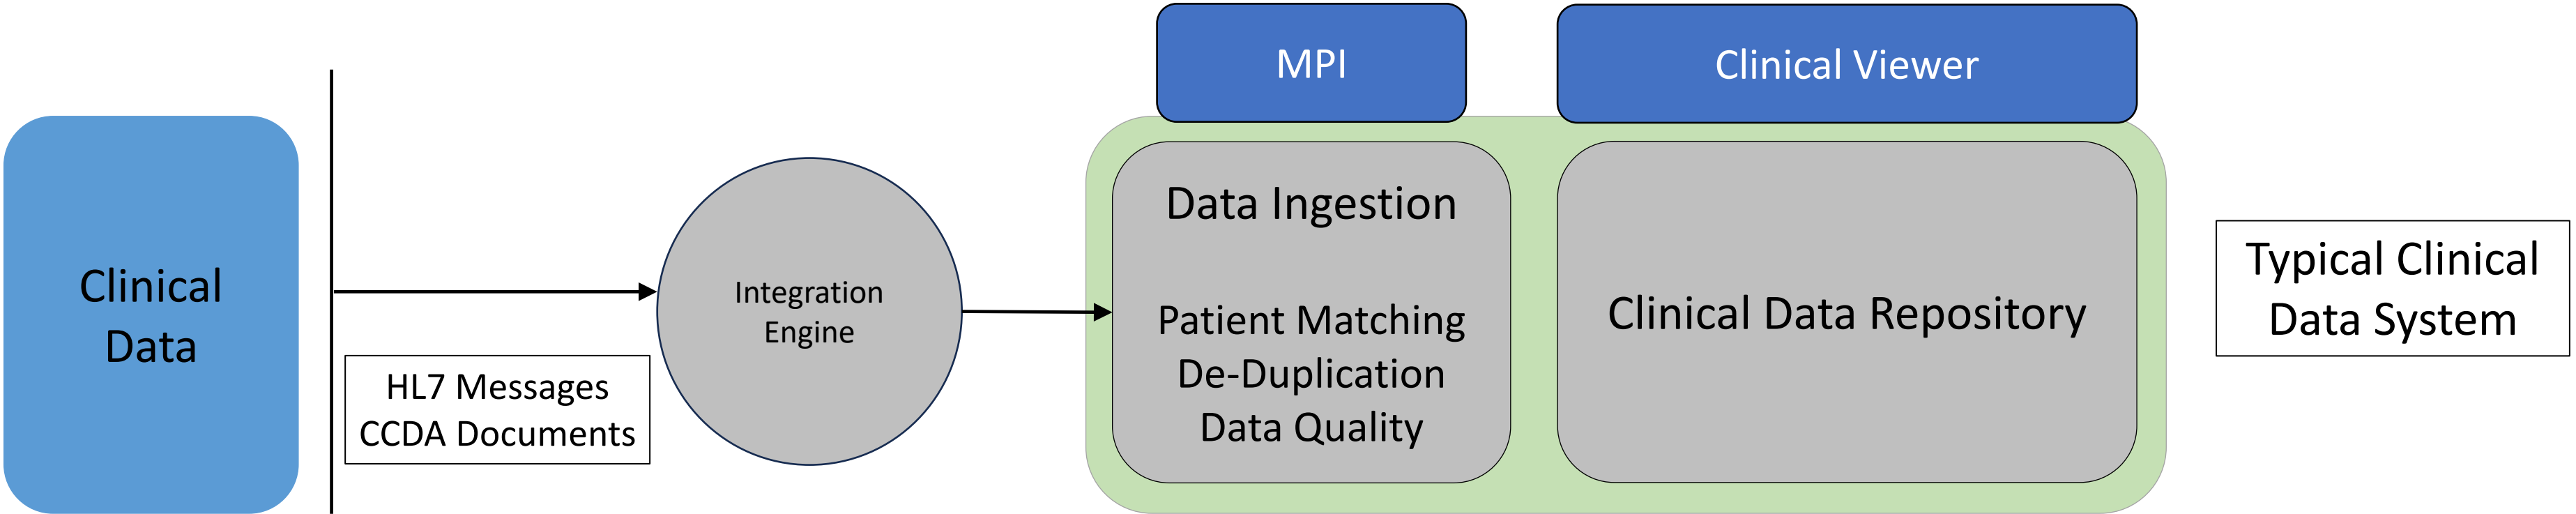 Clinical
Data
HL7 Messages
CCDA Documents
Integration
Engine
MPI
Data Ingestion
Patient Matching
De-Duplication
Data Quality
Clinical Viewer
Clinical Data Repository
Typical Clinical
Data System